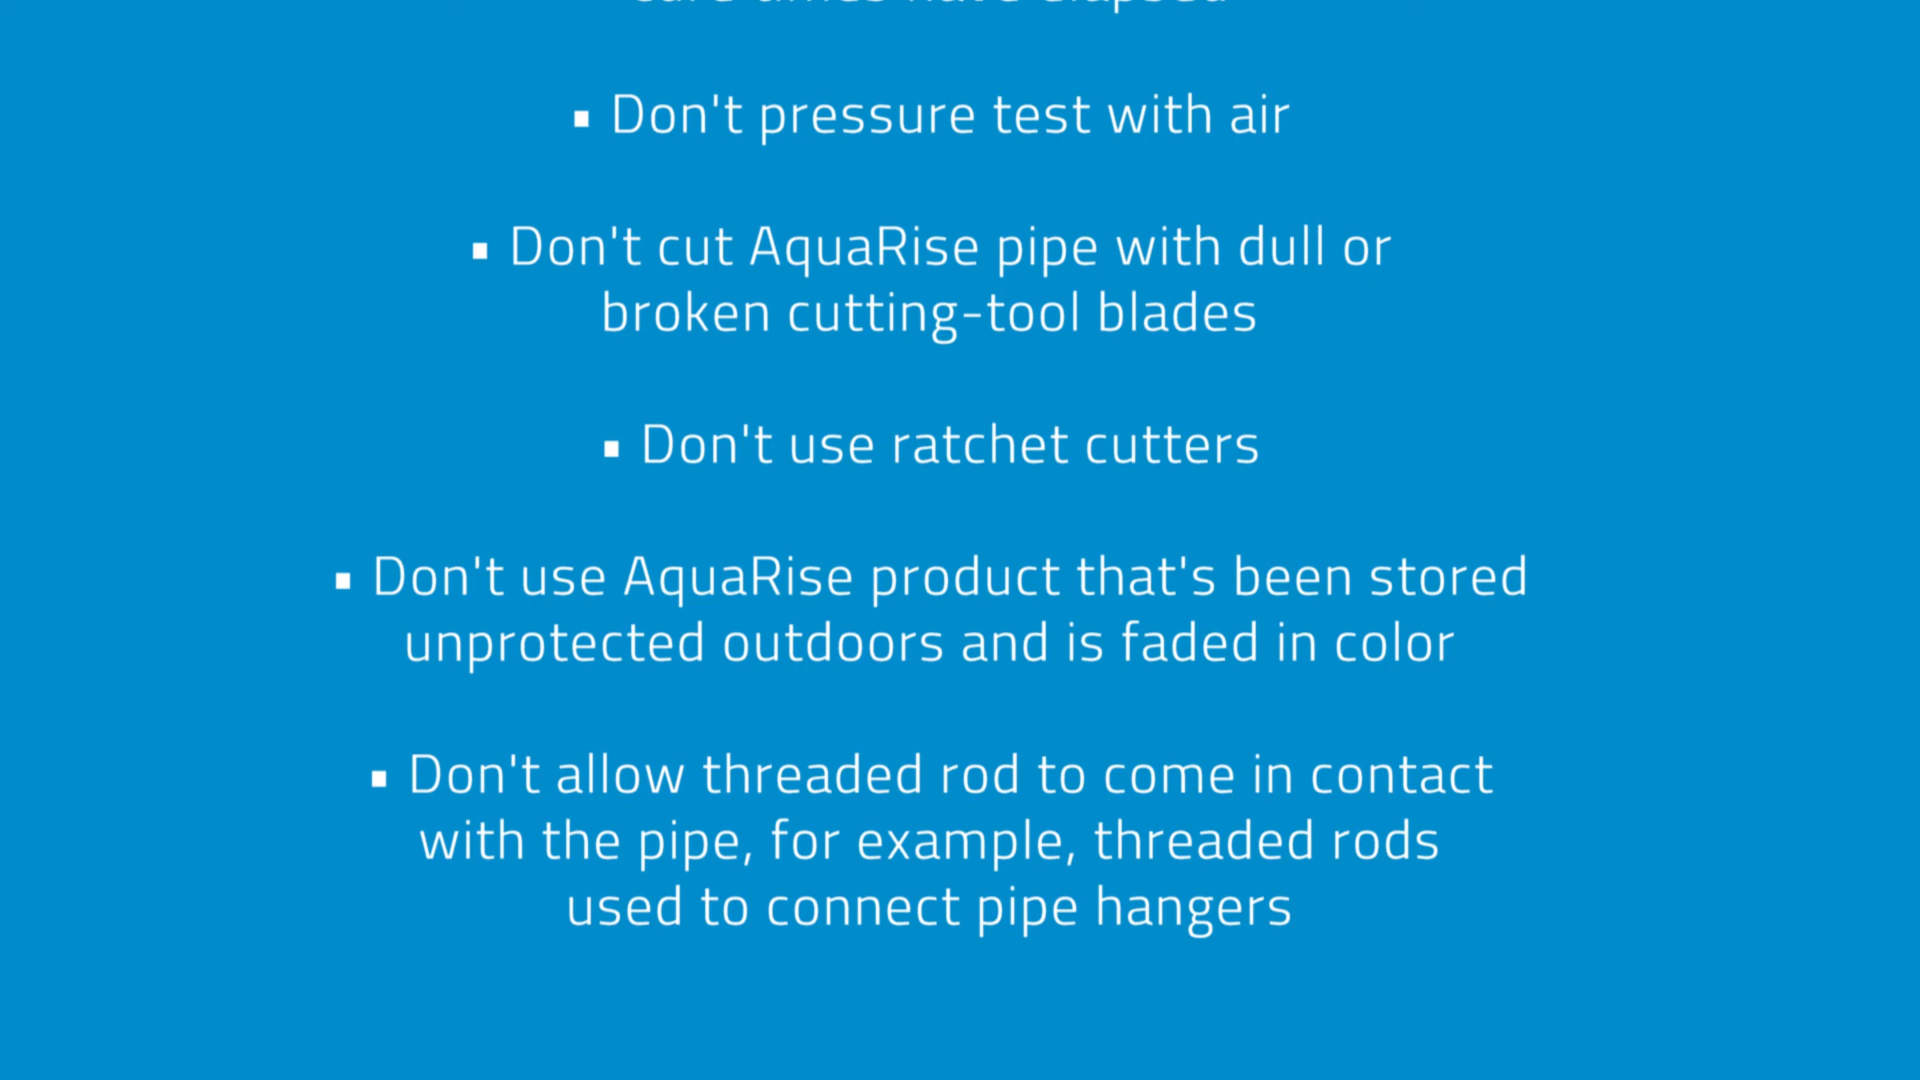 ▪ Don't pressure test with air
▪ Don't cut AquaRise pipe with dull or
broken cutting-tool blades
▪ Don't use ratchet cutters
▪ Don't use AquaRise product that's been stored
unprotected outdoors and is faded in color
▪ Don't allow threaded rod to come in contact
with the pipe, for example, threaded rods
used to connect pipe hangers